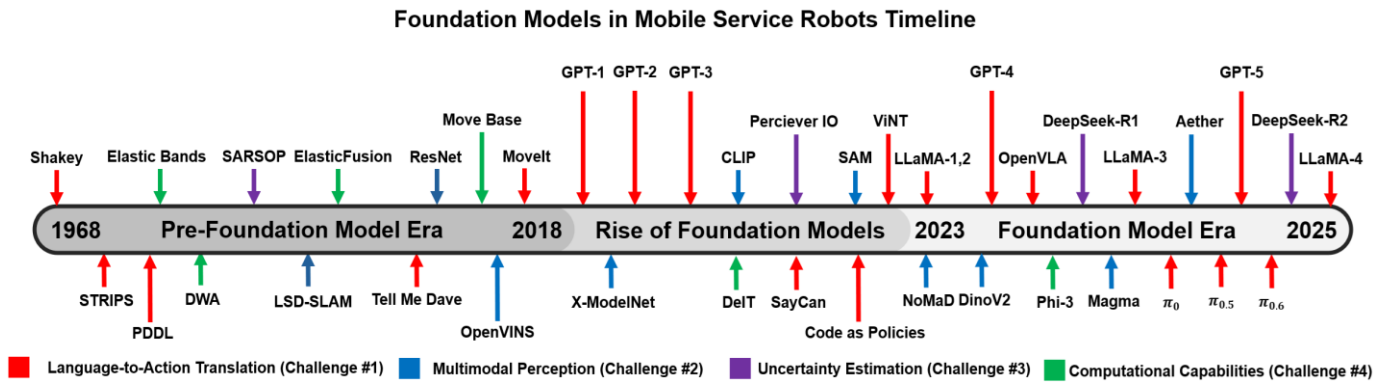 Foundation Models in Mobile Service Robots Timeline
GPT-1 GPT-2 GPT-3 GPT-4 GPT-5
Move Base Perciever IO ViNT DeepSeek-R1 Aether DeepSeek-R2
Shakey Elastic Bands SARSOP ElasticFusion ResNet MoveIt CLIP SAM LLaMA-1,2 OpenVLA LLaMA-3 LLaMA-4
1968 Pre-Foundation Model Era 2018 Rise of Foundation Models 2023 Foundation Model Era 2025
STRIPS DWA LSD-SLAM Tell Me Dave X-ModelNet DeIT SayCan NoMaD DinoV2 Phi-3 Magma π₀ π₀.₅ π₀.₆
PDDL OpenVINS Code as Policies
Language-to-Action Translation (Challenge #1) Multimodal Perception (Challenge #2) Uncertainty Estimation (Challenge #3) Computational Capabilities (Challenge #4)